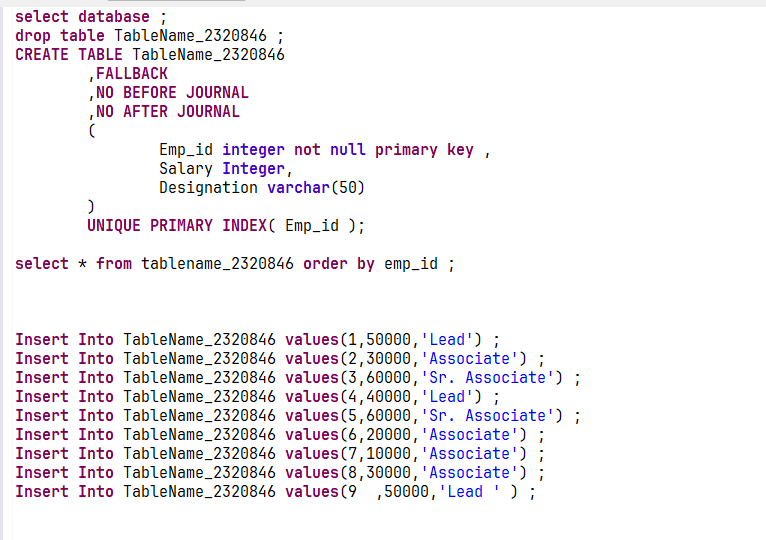 select database ;
drop table TableName_2320846 ;
CREATE TABLE TableName_2320846
,FALLBACK
,NO BEFORE JOURNAL
,NO AFTER JOURNAL
(
Emp_id integer not null primary key ,
Salary Integer,
Designation varchar(50)
)
UNIQUE PRIMARY INDEX( Emp_id );
select * from tablename_2320846 order by emp_id ;
Insert Into TableName_2320846 values(1,50000,'Lead') ;
Insert Into TableName_2320846 values(2,30000,'Associate') ;
Insert Into TableName_2320846 values(3,60000,'Sr. Associate') ;
Insert Into TableName_2320846 values(4,40000,'Lead') ;
Insert Into TableName_2320846 values(5,60000,'Sr. Associate') ;
Insert Into TableName_2320846 values(6,20000,'Associate') ;
Insert Into TableName_2320846 values(7,10000,'Associate') ;
Insert Into TableName_2320846 values(8,30000,'Associate') ;
Insert Into TableName_2320846 values(9  ,50000,'Lead ' ) ;